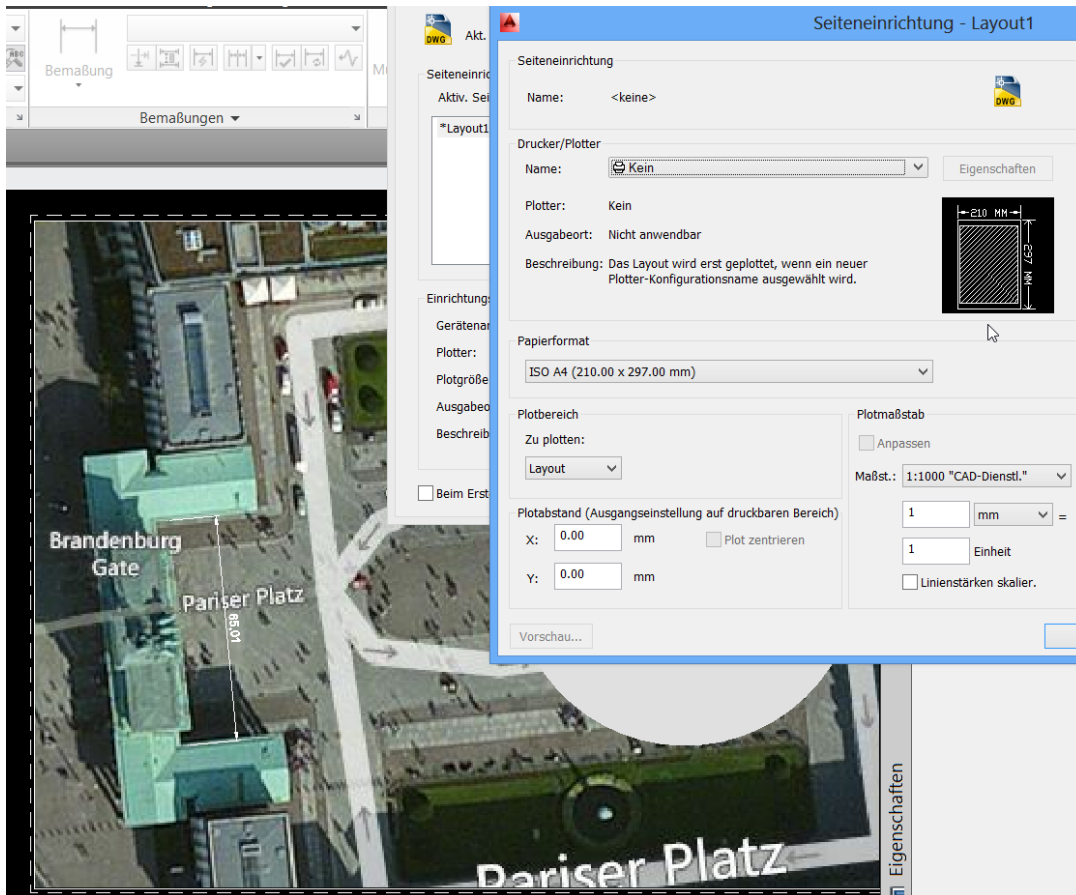 ABC
Bemaßung
Bemaßungen
DWG
Akt.
Seiteneinric
Aktiv. Sei
*Layout1
Einrichtung
Gerätenar
Plotter:
Plotgröße
Ausgabeo
Beschreib
Beim Erst
Seiteneinrichtung - Layout1
Seiteneinrichtung
Name: <keine>
DWG
Drucker/Plotter
Name: Kein Eigenschaften
Plotter: Kein
Ausgabeort: Nicht anwendbar
Beschreibung: Das Layout wird erst geplottet, wenn ein neuer
Plotter-Konfigurationsname ausgewählt wird.
210 MM
297 MM
Papierformat
ISO A4 (210.00 x 297.00 mm)
Plotbereich
Zu plotten:
Layout
Plotabstand (Ausgangseinstellung auf druckbaren Bereich)
X: 0.00 mm Plot zentrieren
Y: 0.00 mm
Plotmaßstab
Anpassen
Maßst.: 1:1000 "CAD-Dienstl."
1 mm =
1 Einheit
Linienstärken skalier.
Vorschau...
Brandenburg
Gate
Pariser Platz
65.01
Pariser Platz
Eigenschaften